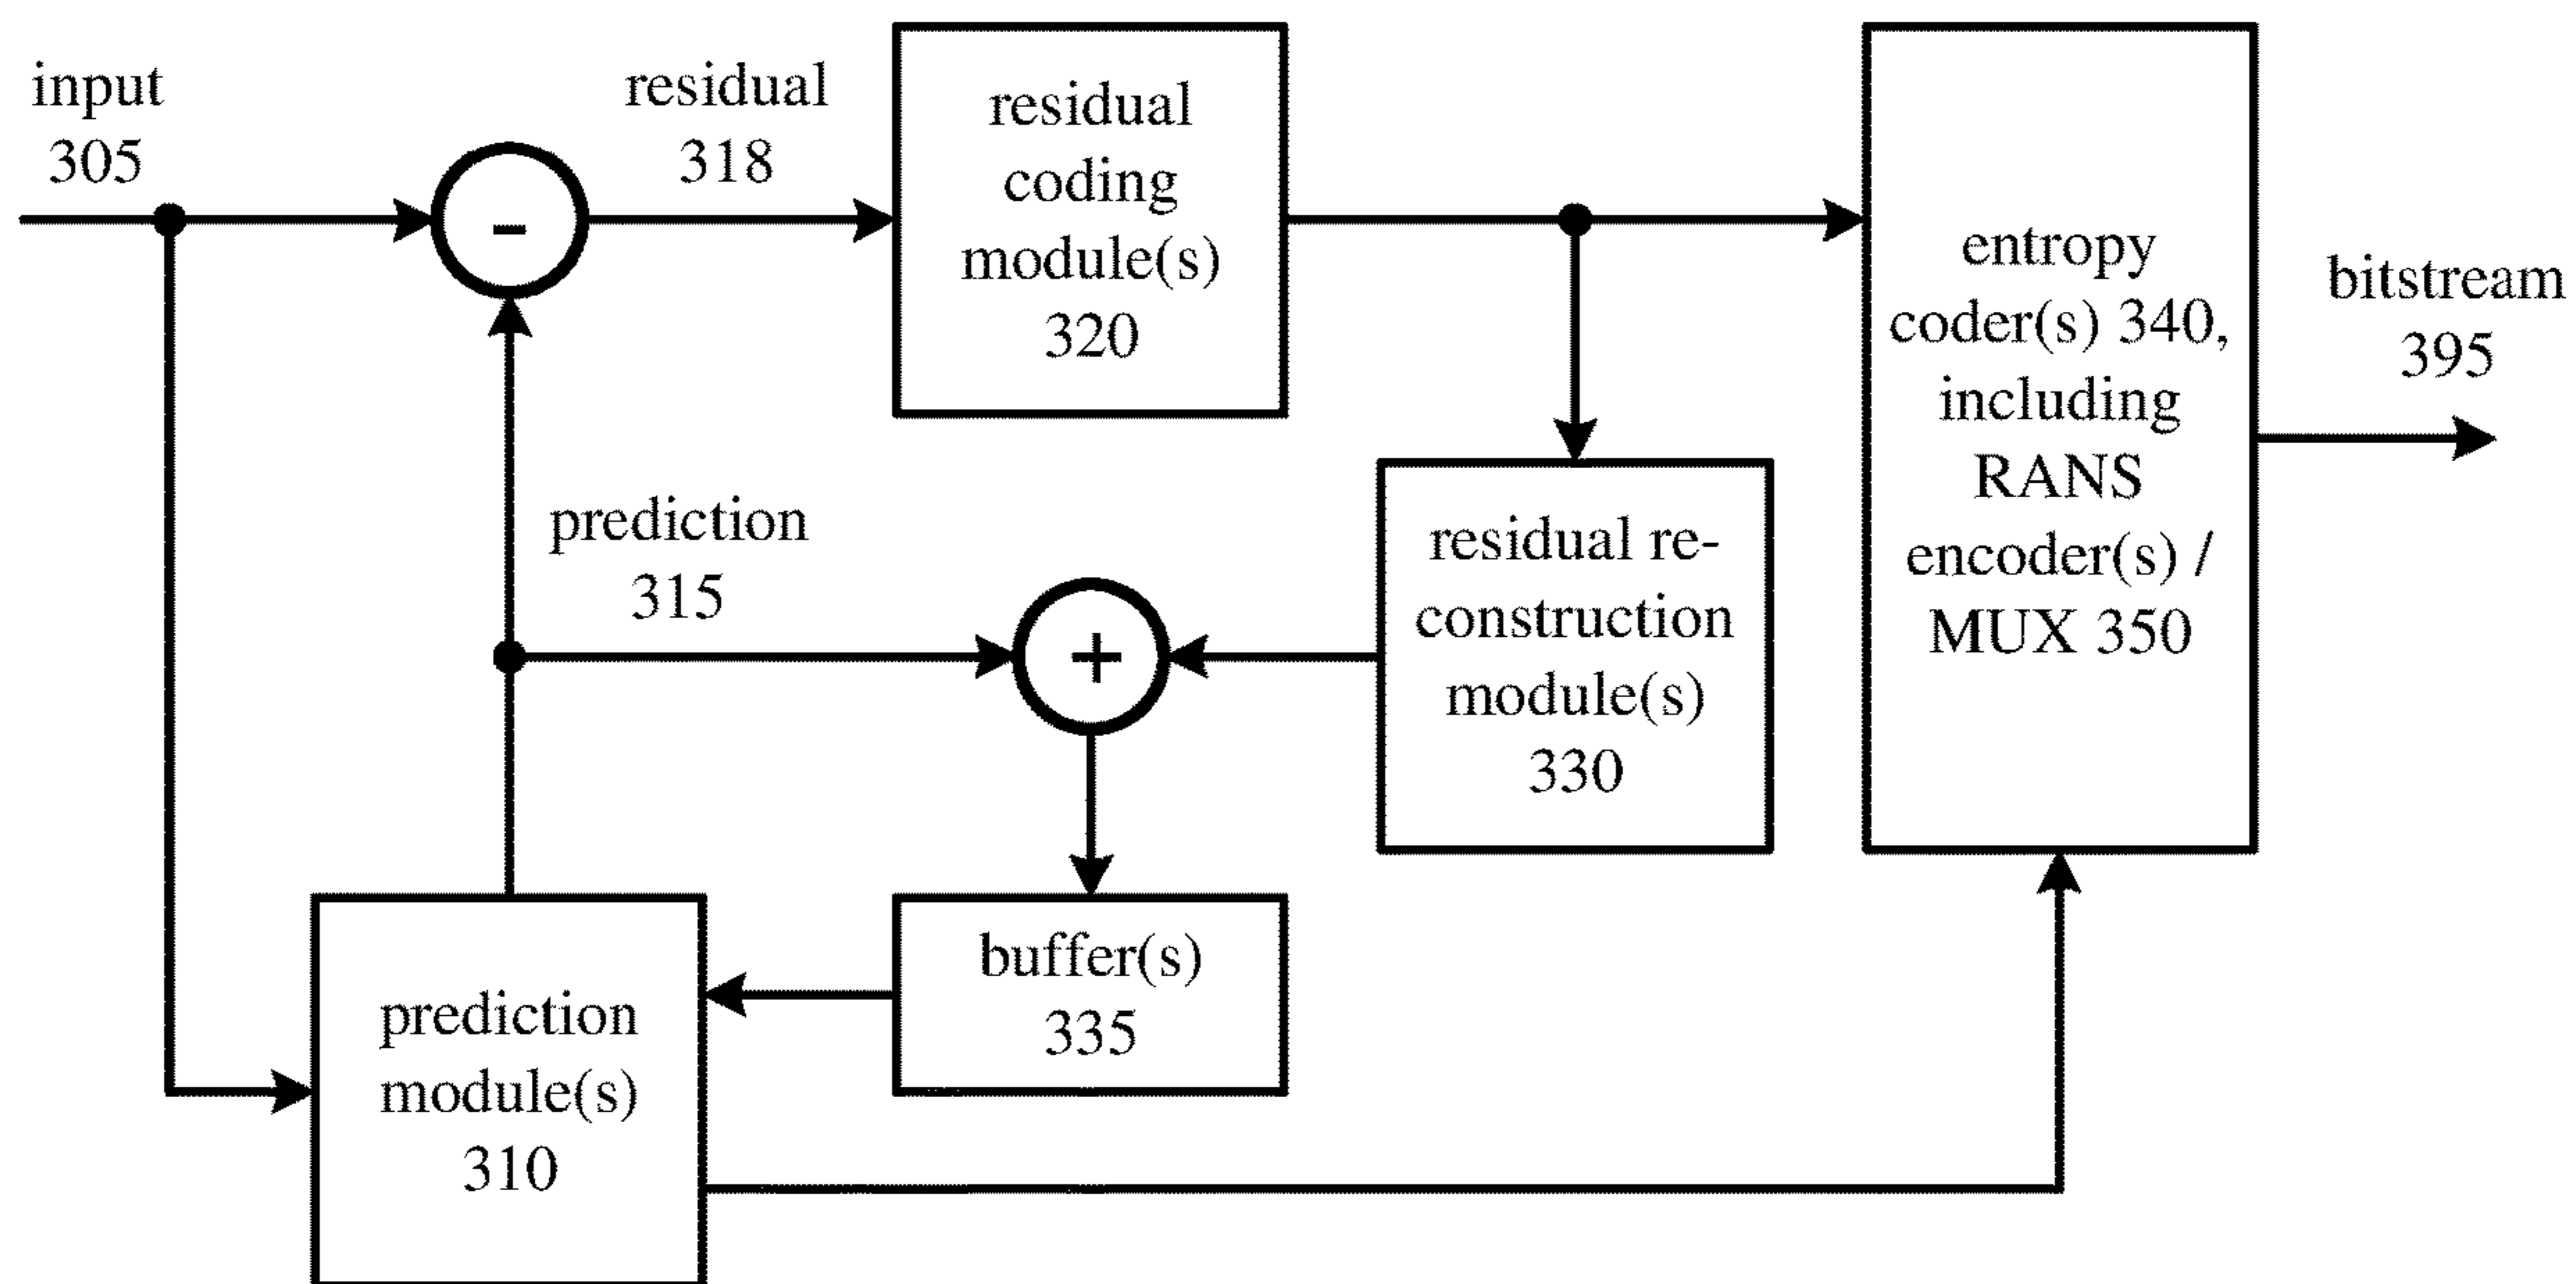 input
305
residual
318
-
residual
coding
module(s)
320
entropy
coder(s) 340,
including
RANS
encoder(s) /
MUX 350
bitstream
395
prediction
315
+
residual re-
construction
module(s)
330
buffer(s)
335
prediction
module(s)
310